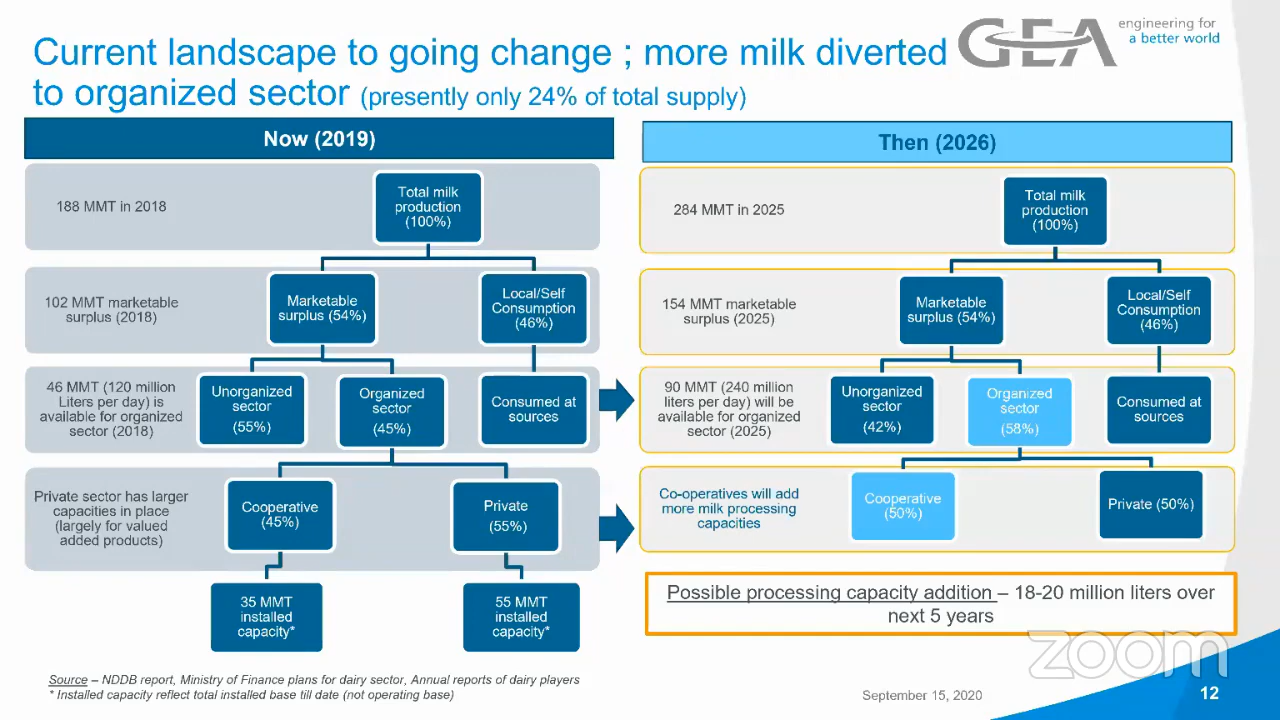 Current landscape to going change ; more milk diverted
to organized sector (presently only 24% of total supply)
GEA
engineering for
a better world
Now (2019)
188 MMT in 2018
Total milk
production
(100%)
102 MMT marketable
surplus (2018)
Marketable
surplus (54%)
Local/Self
Consumption
(46%)
46 MMT (120 million
Liters per day) is
available for organized
sector (2018)
Unorganized
sector
(55%)
Organized
sector
(45%)
Consumed at
sources
Private sector has larger
capacities in place
(largely for valued
added products)
Cooperative
(45%)
Private
(55%)
35 MMT
installed
capacity*
55 MMT
installed
capacity*
Then (2026)
284 MMT in 2025
Total milk
production
(100%)
154 MMT marketable
surplus (2025)
Marketable
surplus (54%)
Local/Self
Consumption
(46%)
90 MMT (240 million
liters per day) will be
available for organized
sector (2025)
Unorganized
sector
(42%)
Organized
sector
(58%)
Consumed at
sources
Co-operatives will add
more milk processing
capacities
Cooperative
(50%)
Private (50%)
Possible processing capacity addition – 18-20 million liters over
next 5 years
zoom
Source – NDDB report, Ministry of Finance plans for dairy sector, Annual reports of dairy players
* Installed capacity reflect total installed base till date (not operating base)
September 15, 2020
12